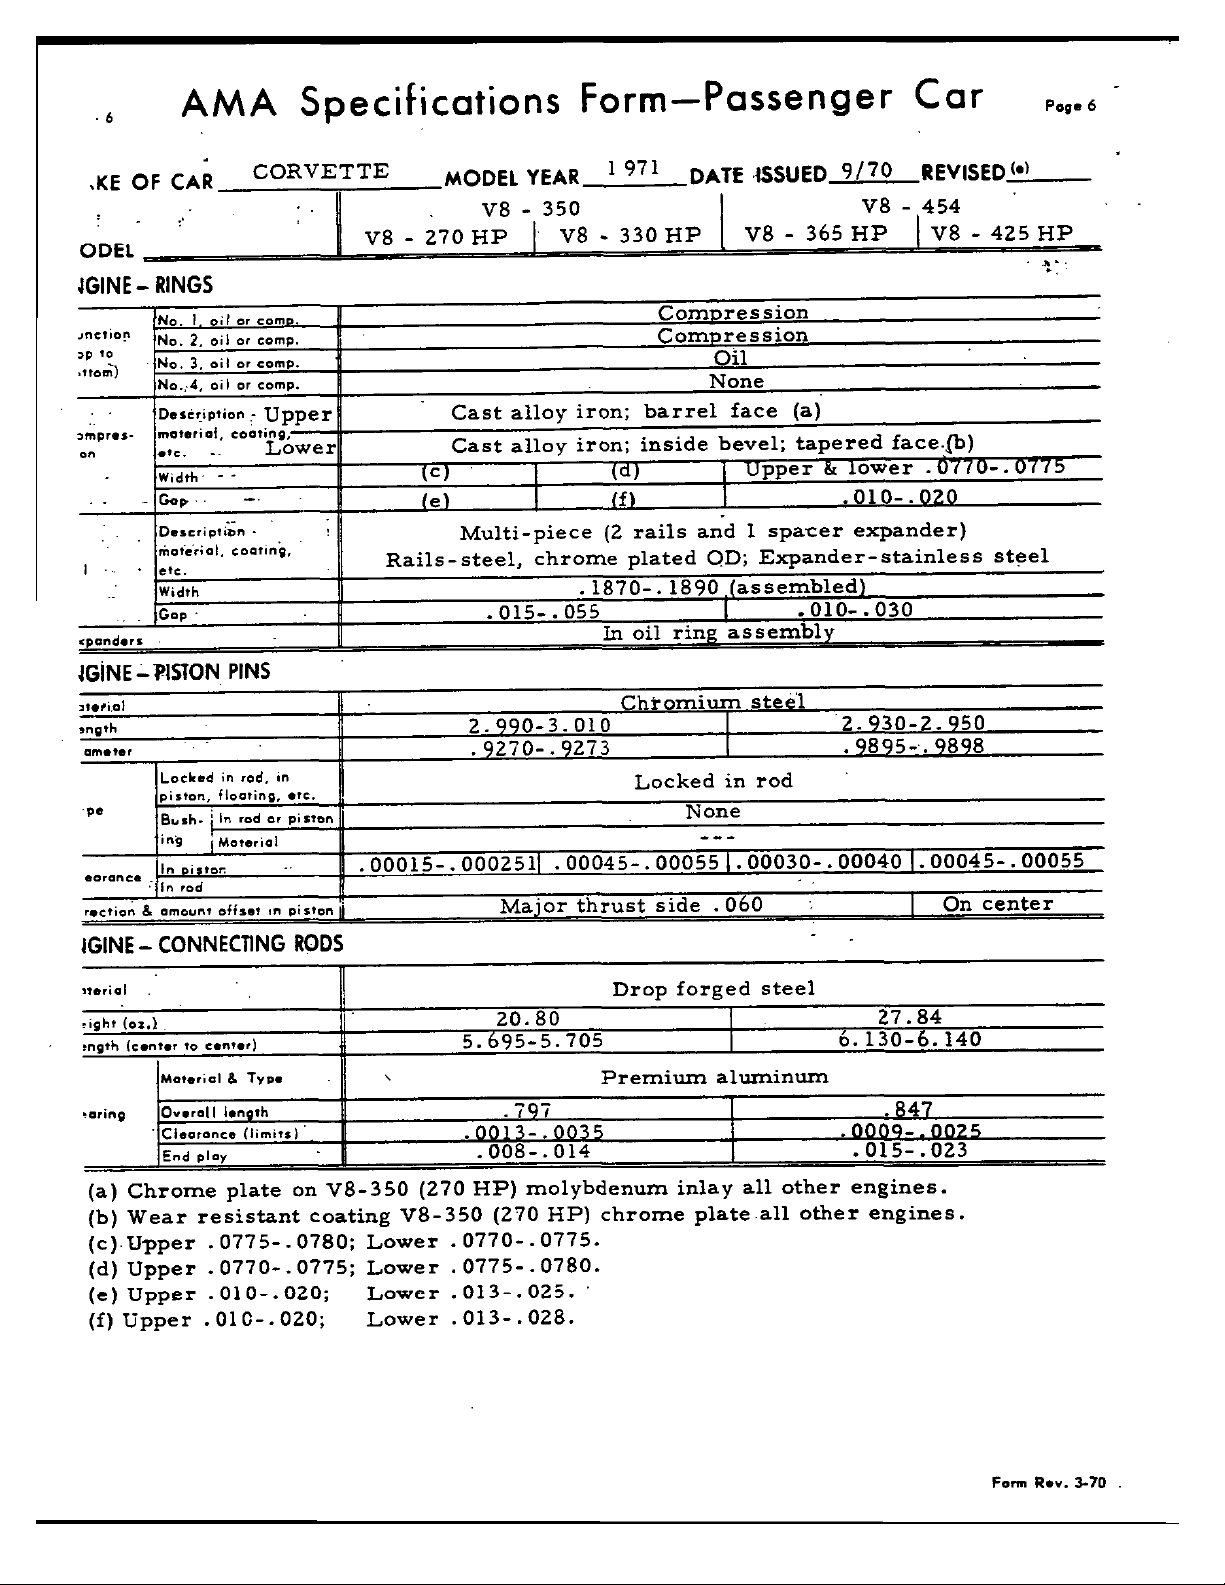 6 AMA Specifications Form—Passenger Car Page 6
.KE OF CAR CORVETTE MODEL YEAR 1971 DATE ISSUED 9/70 REVISED (•)
V8 - 350 V8 - 454
ODEL V8 - 270 HP V8 - 330 HP V8 - 365 HP V8 - 425 HP
GINE – RINGS
No. 1, oil or comp. Compression
unction No. 2, oil or comp. Compression
op to No. 3, oil or comp. Oil
ttom) No. 4, oil or comp. None
Description - Upper Cast alloy iron; barrel face (a)
ompres- material, coating,
on etc. Lower Cast alloy iron; inside bevel; tapered face (b)
Width (c) (d) Upper & lower .0770-.0775
Gap (e) (f) .010-.020
Description - Multi-piece (2 rails and 1 spacer expander)
material, coating, Rails-steel, chrome plated OD; Expander-stainless steel
l etc.
Width .1870-.1890 (assembled)
Gap .015-.055 .010-.030
xpanders In oil ring assembly
GINE – PISTON PINS
aterial Chromium steel
ength 2.990-3.010 2.930-2.950
ameter .9270-.9273 .9895-.9898
Locked in rod, in Locked in rod
piston, floating, etc.
pe Bush- In rod or piston None
ing Material ---
earance In piston .00015-.000251 .00045-.00055 .00030-.00040 .00045-.00055
In rod
rection & amount offset in piston Major thrust side .060 On center
GINE – CONNECTING RODS
aterial Drop forged steel
eight (oz.) 20.80 27.84
ength (center to center) 5.695-5.705 6.130-6.140
Material & Type Premium aluminum
earing Overall length .797 .847
Clearance (limits) .0013-.0035 .0009-.0025
End play .008-.014 .015-.023
(a) Chrome plate on V8-350 (270 HP) molybdenum inlay all other engines.
(b) Wear resistant coating V8-350 (270 HP) chrome plate all other engines.
(c) Upper .0775-.0780; Lower .0770-.0775.
(d) Upper .0770-.0775; Lower .0775-.0780.
(e) Upper .010-.020; Lower .013-.025.
(f) Upper .010-.020; Lower .013-.028.
Form Rev. 3-70